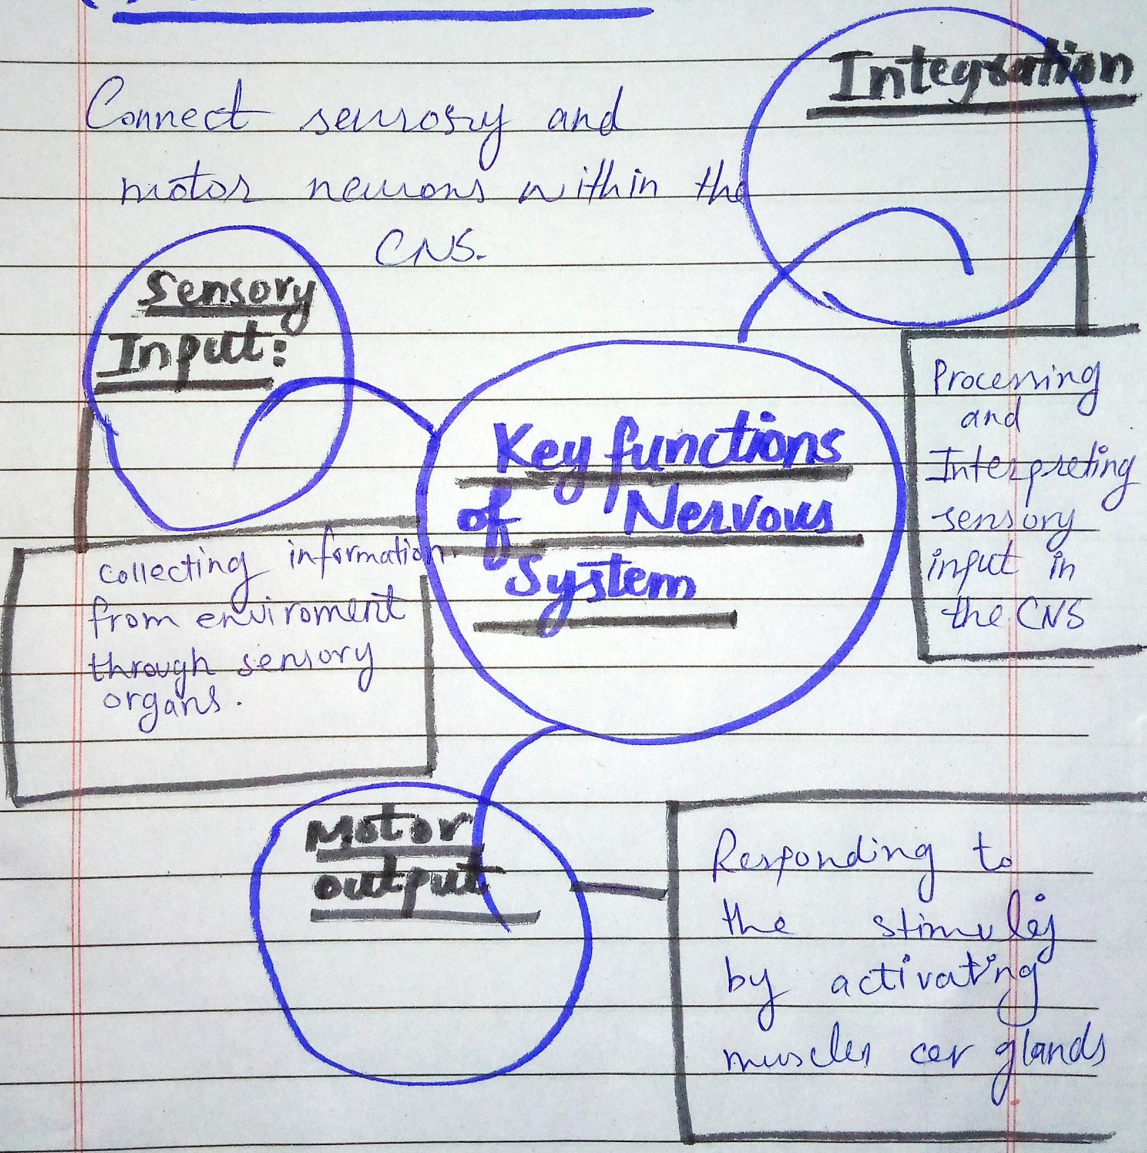 Connect sensrosry and
motor neurons within the
CNS.
Integration
Sensory
Input:
Processing
and
Interpreting
sensory
input in
the CNS
Key functions
of Nervous
System
collecting information
from enviroment
through sensory
organs.
Motor
output
Responding to
the stimuli
by activating
muscles or glands